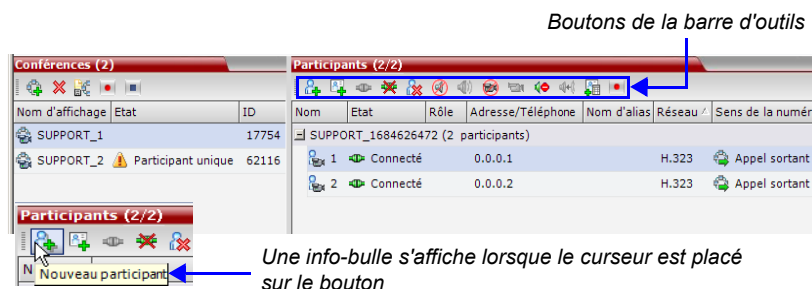 Boutons de la barre d'outils
Conférences (2)
Participants (2/2)
Nom d'affichage Etat ID
Nom Etat Rôle Adresse/Téléphone Nom d'alias Réseau Sens de la numér
SUPPORT_1 17754
SUPPORT_1684626472 (2 participants)
SUPPORT_2 Participant unique 62116
1 Connecté 0.0.0.1 H.323 Appel sortant
2 Connecté 0.0.0.2 H.323 Appel sortant
Participants (2/2)
N
Nouveau participant
Une info-bulle s'affiche lorsque le curseur est placé
sur le bouton